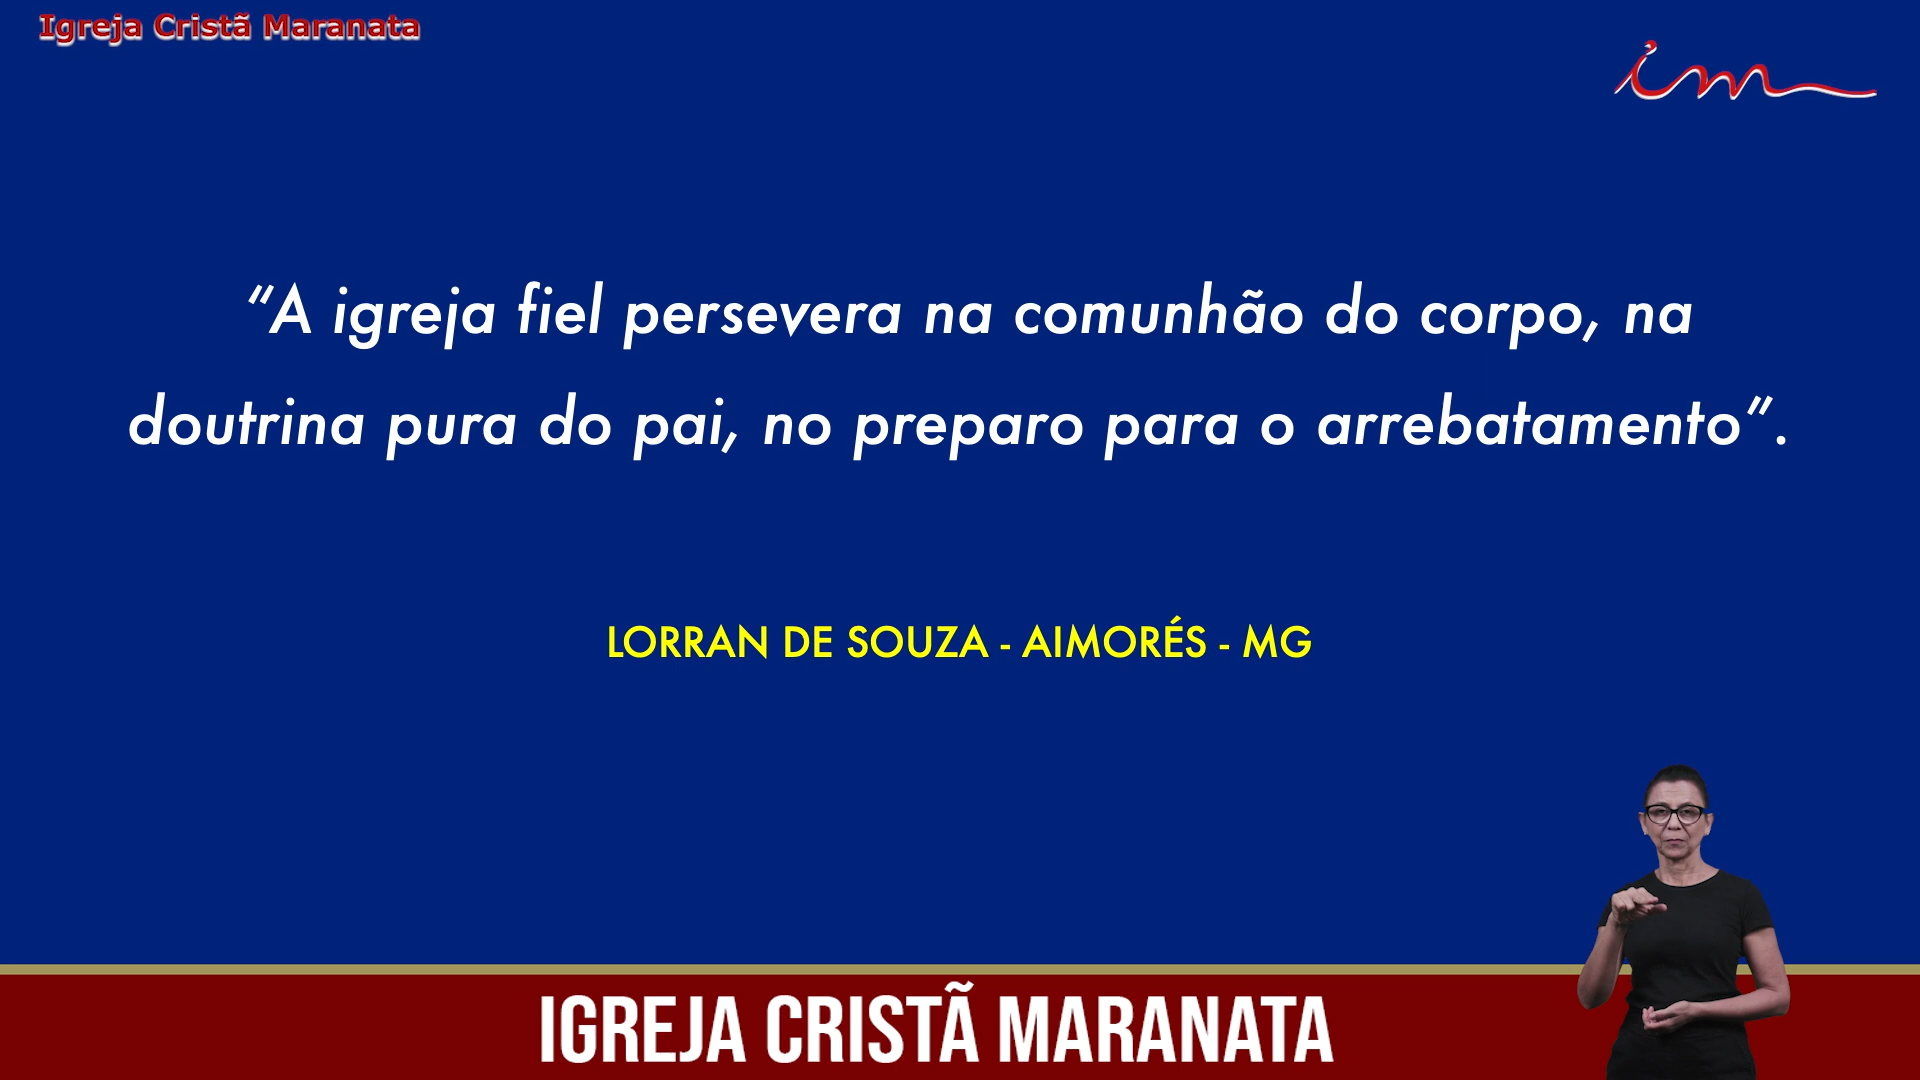 Igreja Cristã Maranata
im
“A igreja fiel persevera na comunhão do corpo, na
doutrina pura do pai, no preparo para o arrebatamento”.
LORRAN DE SOUZA - AIMORÉS - MG
IGREJA CRISTÃ MARANATA